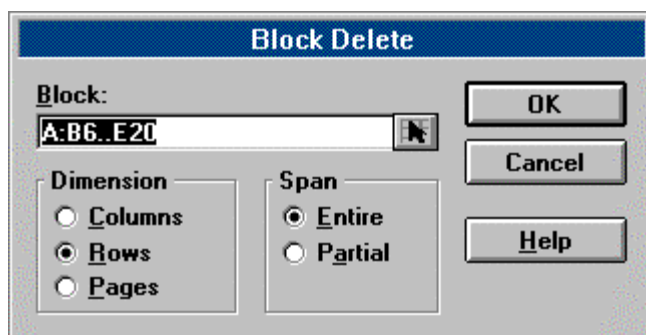 Block Delete
Block:
A:B6..E20
OK
Cancel
Help
Dimension
Columns
Rows
Pages
Span
Entire
Partial